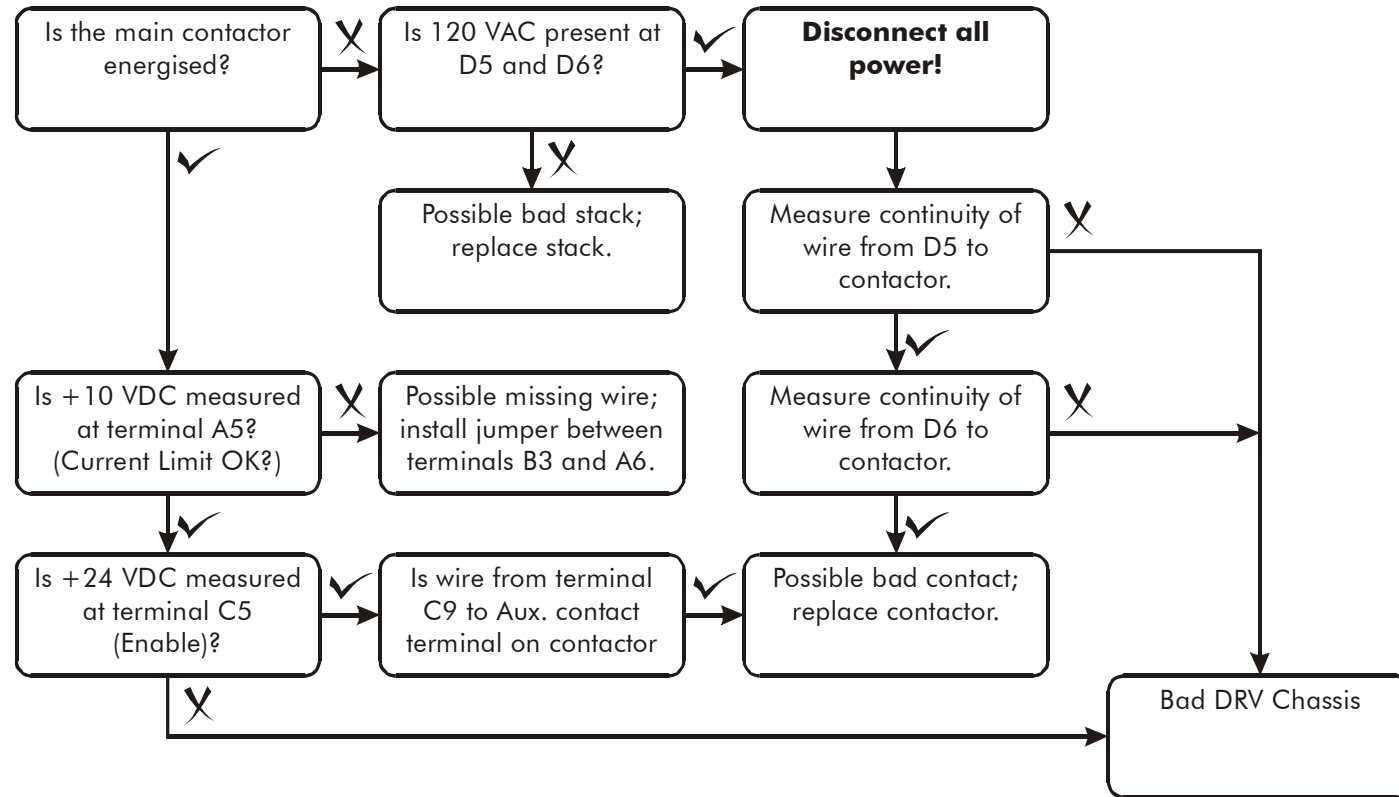 Is the main contactor
energised?
Is 120 VAC present at
D5 and D6?
Disconnect all
power!
Possible bad stack;
replace stack.
Measure continuity of
wire from D5 to
contactor.
Is +10 VDC measured
at terminal A5?
(Current Limit OK?)
Possible missing wire;
install jumper between
terminals B3 and A6.
Measure continuity of
wire from D6 to
contactor.
Is +24 VDC measured
at terminal C5
(Enable)?
Is wire from terminal
C9 to Aux. contact
terminal on contactor
Possible bad contact;
replace contactor.
Bad DRV Chassis